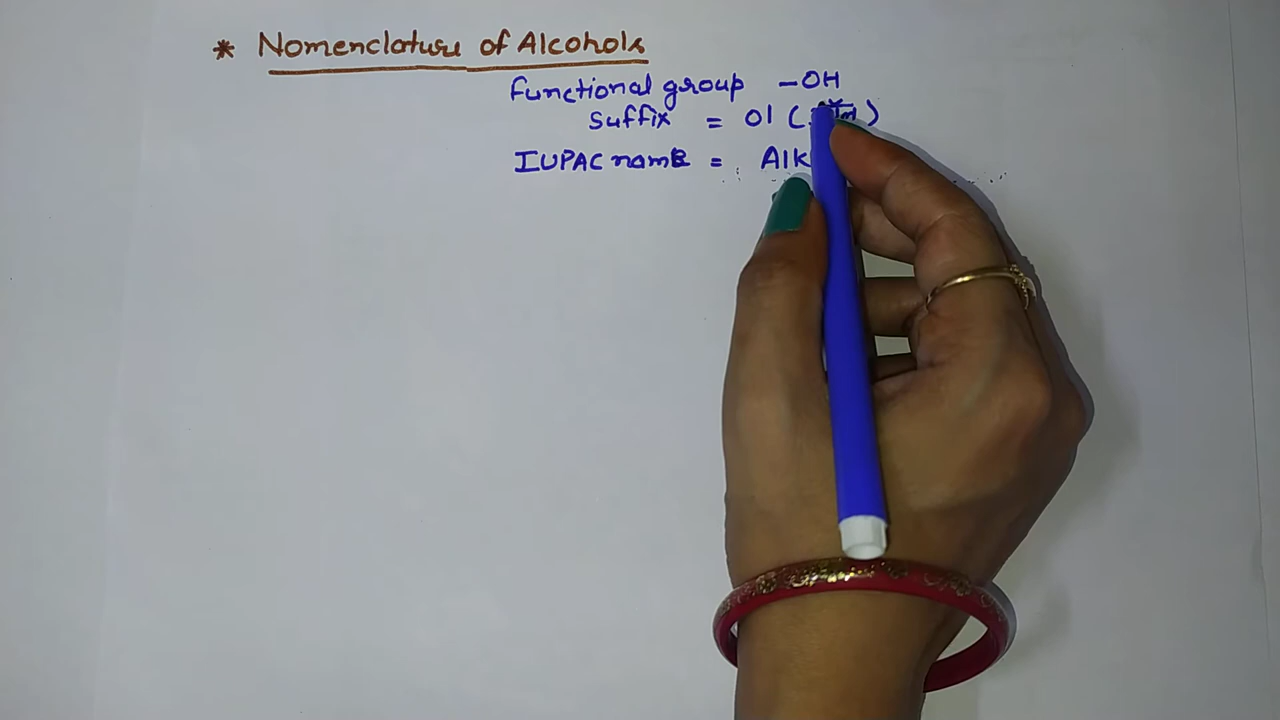 * Nomenclature of Alcohols
Functional group -OH
Suffix = Ol ( )
IUPAC name = Alk